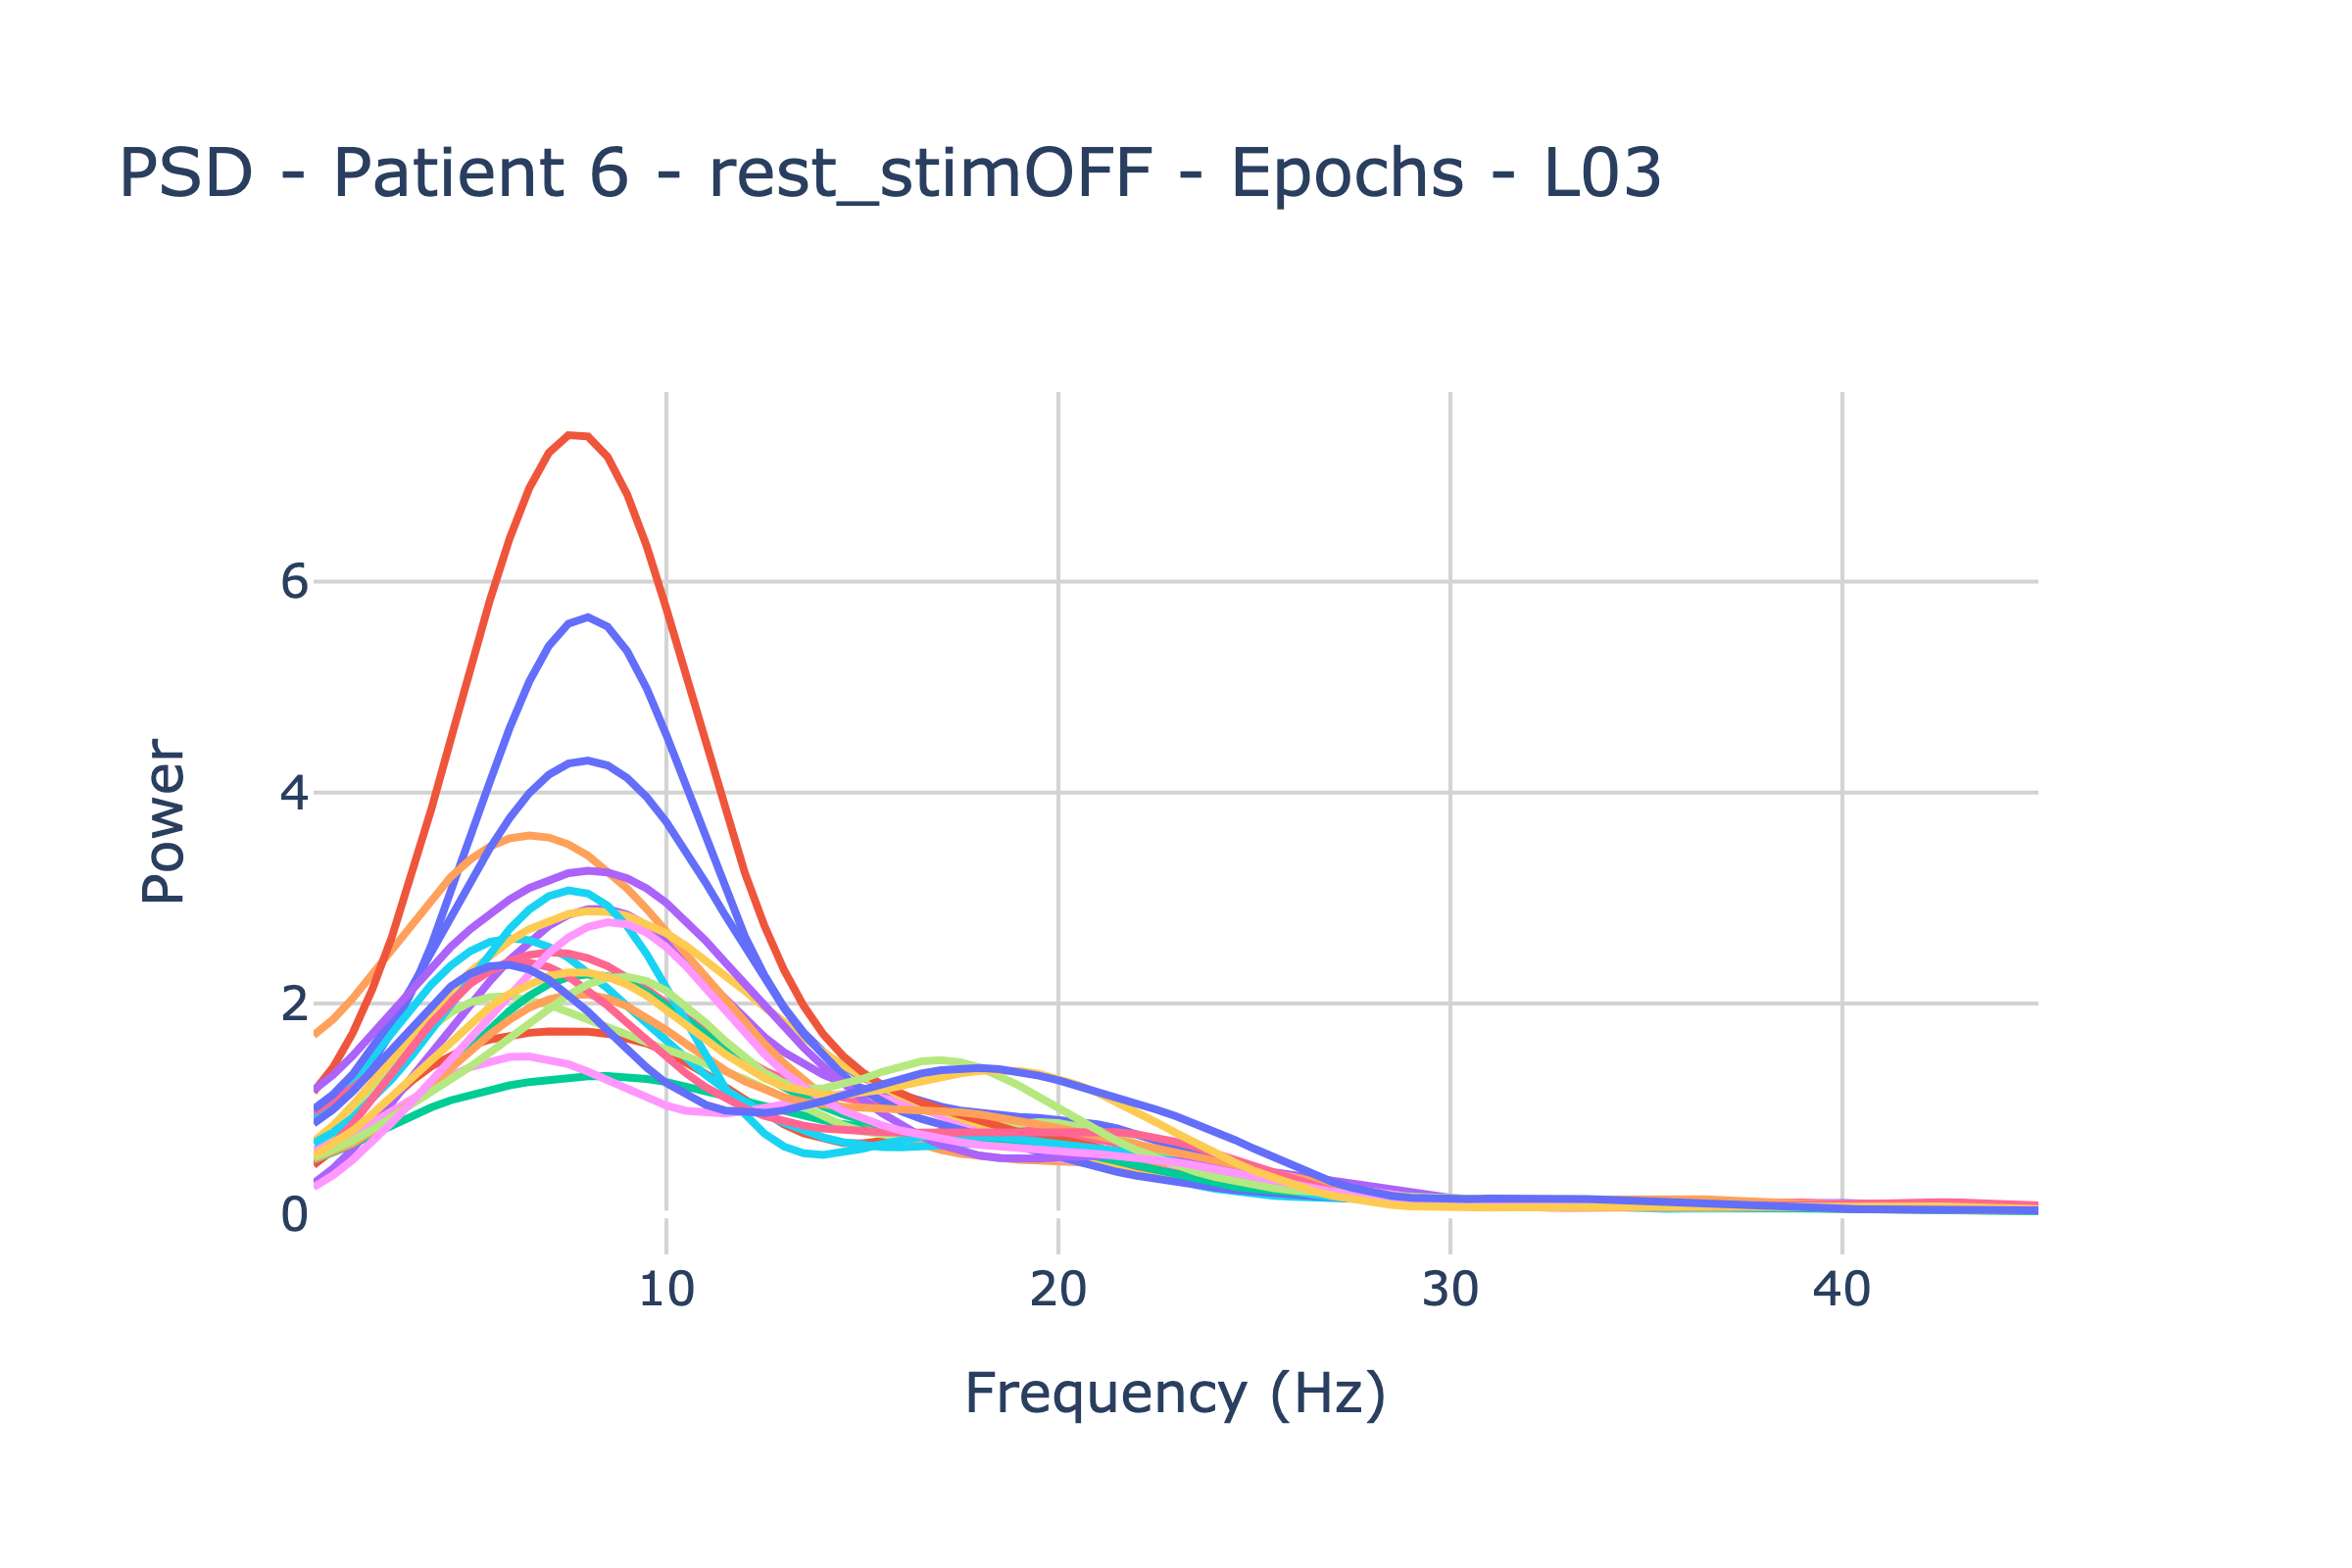 PSD - Patient 6 - rest_stimOFF - Epochs - L03
6
4
2
0
Power
10 20 30 40
Frequency (Hz)